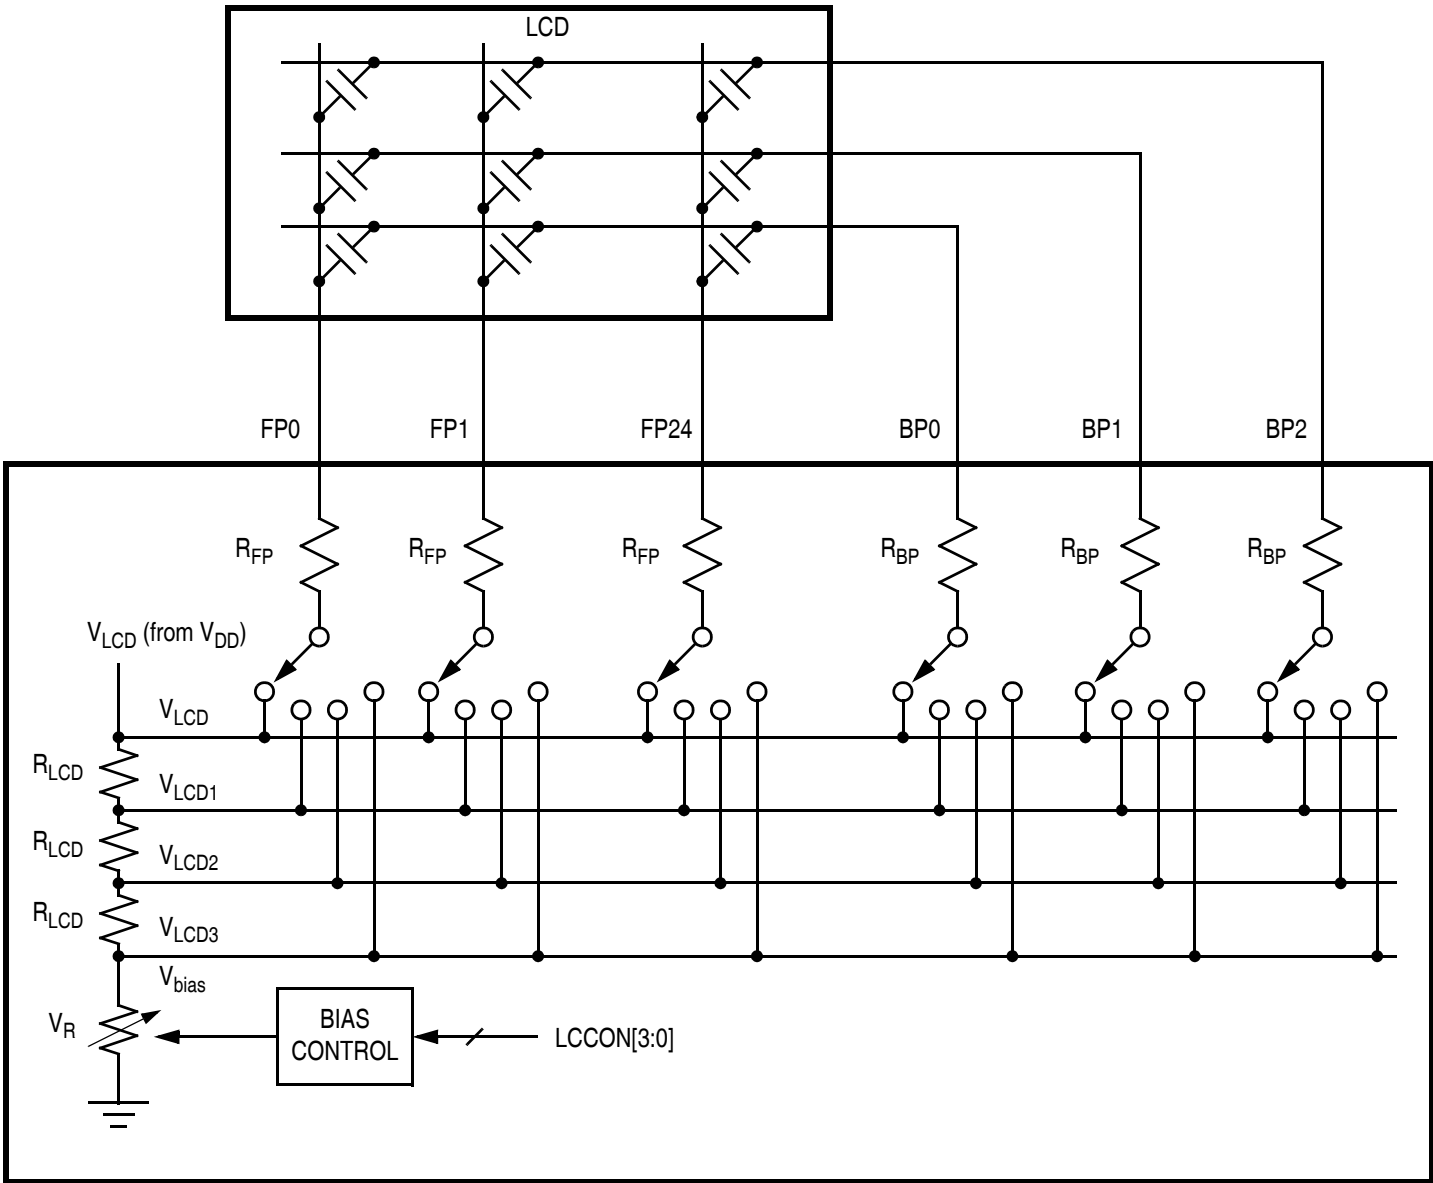 LCD
FP0 FP1 FP24 BP0 BP1 BP2
RFP RFP RFP RBP RBP RBP
VLCD (from VDD)
VLCD
RLCD
VLCD1
RLCD
VLCD2
RLCD
VLCD3
Vbias
VR
BIAS
CONTROL
LCCON[3:0]